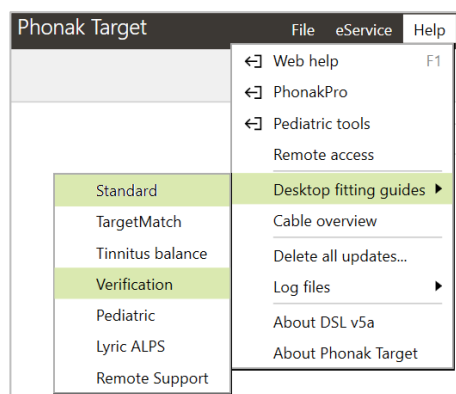 Phonak Target File eService Help
Web help F1
PhonakPro
Pediatric tools
Remote access
Desktop fitting guides
Cable overview
Delete all updates...
Log files
About DSL v5a
About Phonak Target
Standard
TargetMatch
Tinnitus balance
Verification
Pediatric
Lyric ALPS
Remote Support